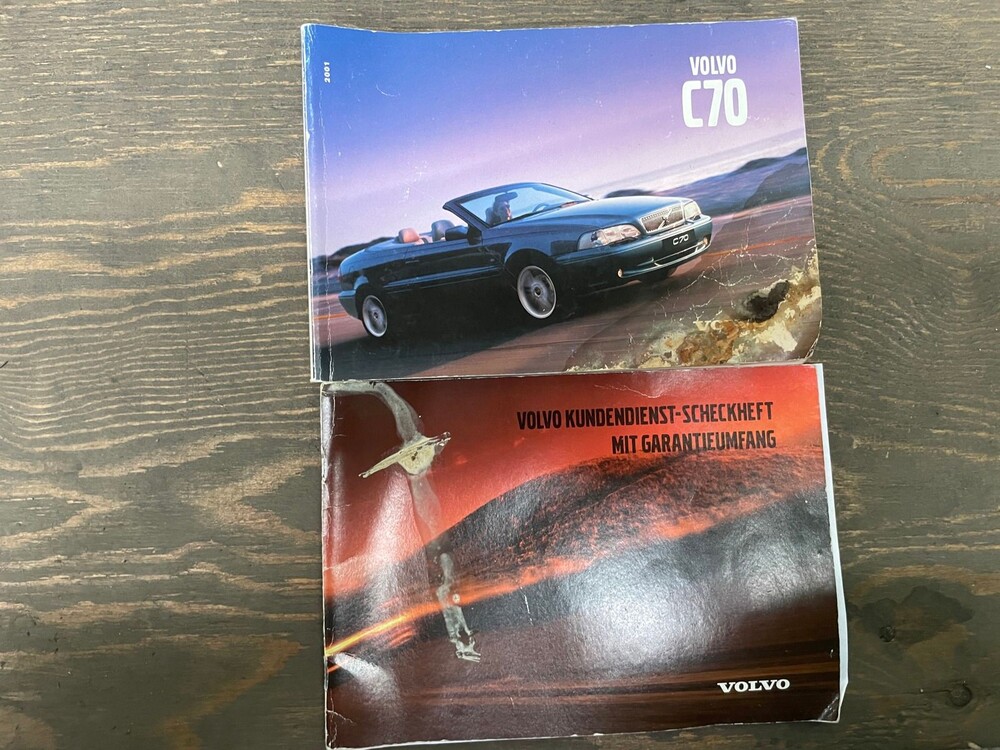 2001
VOLVO
C70
C70
VOLVO KUNDENDIENST-SCHECKHEFT
MIT GARANTIEUMFANG
VOLVO